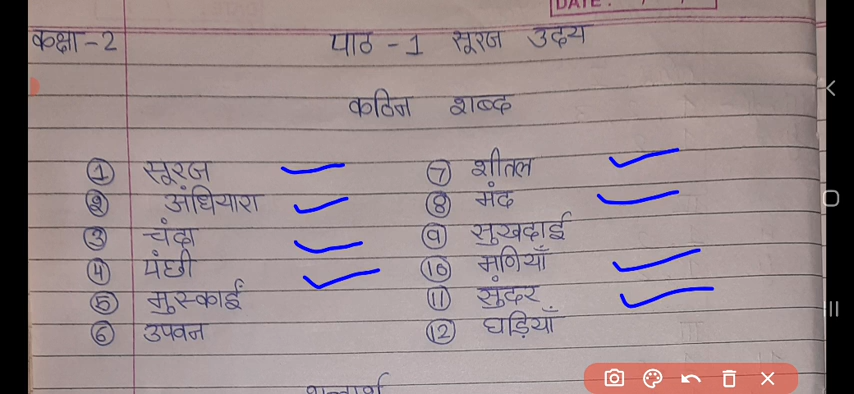 DATE:
कक्षा-2
पाठ -1 सूरज उदय
कठिन शब्द
① सूरज
② अंधियारा
③ चंदा
④ पंछी
⑤ मुस्काई
⑥ उपवन
⑦ शीतल
⑧ मंद
⑨ सुखदाई
⑩ मणियाँ
⑪ सुंदर
⑫ घड़ियाँ
शब्दार्थ